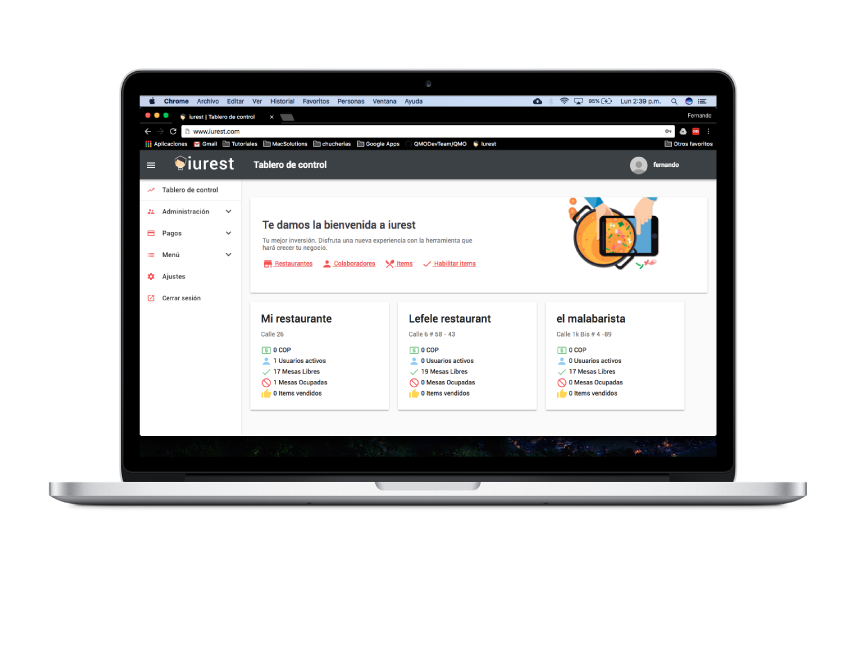 Chrome Archivo Editar Ver Historial Favoritos Personas Ventana Ayuda 95% Lun 2:39 p.m.
iurest | Tablero de control Fernando
www.iurest.com
Aplicaciones Gmail Tutoriales MacSolutions chucherias Google Apps QMODevTeam/QMO iurest Otros favoritos
iurest Tablero de control fernando
Tablero de control
Administración
Pagos
Menú
Ajustes
Cerrar sesión
Te damos la bienvenida a iurest
Tu mejor inversión. Disfruta una nueva experiencia con la herramienta que
hará crecer tu negocio.
Restaurantes Colaboradores Items Habilitar items
Mi restaurante
Calle 26
0 COP
1 Usuarios activos
17 Mesas Libres
1 Mesas Ocupadas
0 Items vendidos
Lefele restaurant
Calle 6 # 58 - 43
0 COP
0 Usuarios activos
19 Mesas Libres
0 Mesas Ocupadas
0 Items vendidos
el malabarista
Calle 1k Bis # 4 -89
0 COP
0 Usuarios activos
17 Mesas Libres
0 Mesas Ocupadas
0 Items vendidos